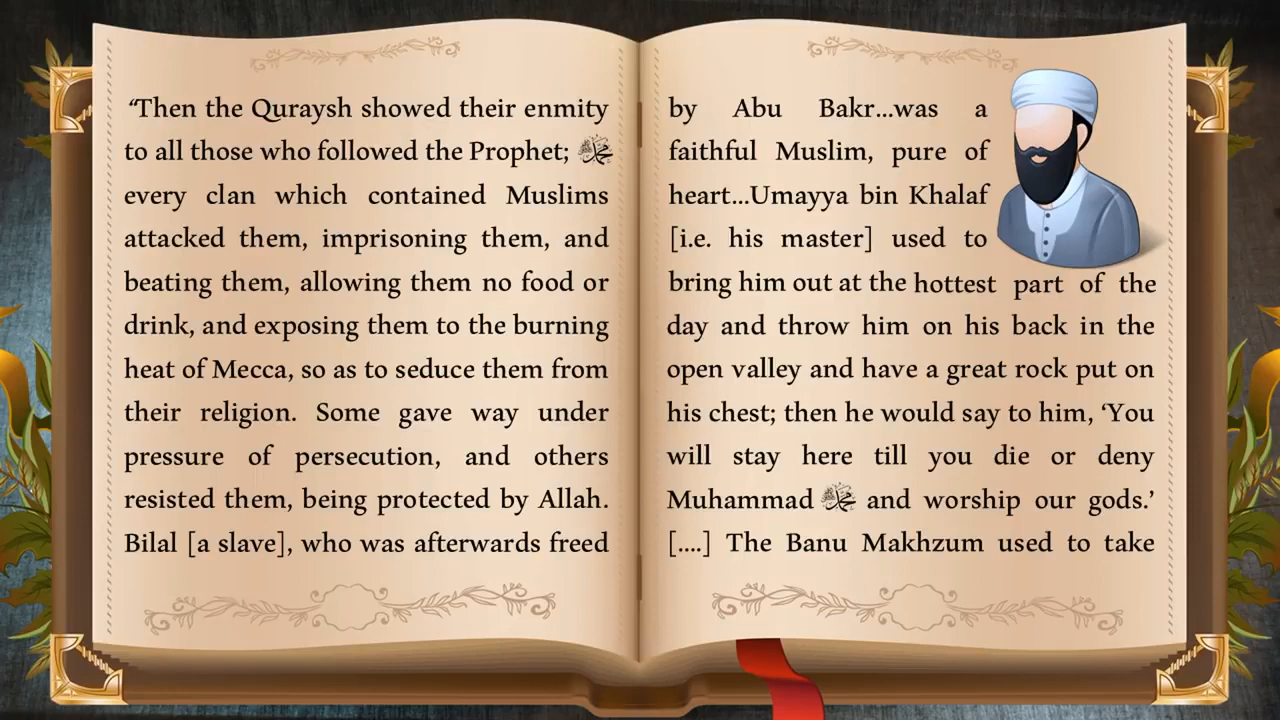 “Then the Quraysh showed their enmity
to all those who followed the Prophet; ﷺ
every clan which contained Muslims
attacked them, imprisoning them, and
beating them, allowing them no food or
drink, and exposing them to the burning
heat of Mecca, so as to seduce them from
their religion. Some gave way under
pressure of persecution, and others
resisted them, being protected by Allah.
Bilal [a slave], who was afterwards freed
by Abu Bakr...was a
faithful Muslim, pure of
heart...Umayya bin Khalaf
[i.e. his master] used to
bring him out at the hottest part of the
day and throw him on his back in the
open valley and have a great rock put on
his chest; then he would say to him, ‘You
will stay here till you die or deny
Muhammad ﷺ and worship our gods.’
[....] The Banu Makhzum used to take